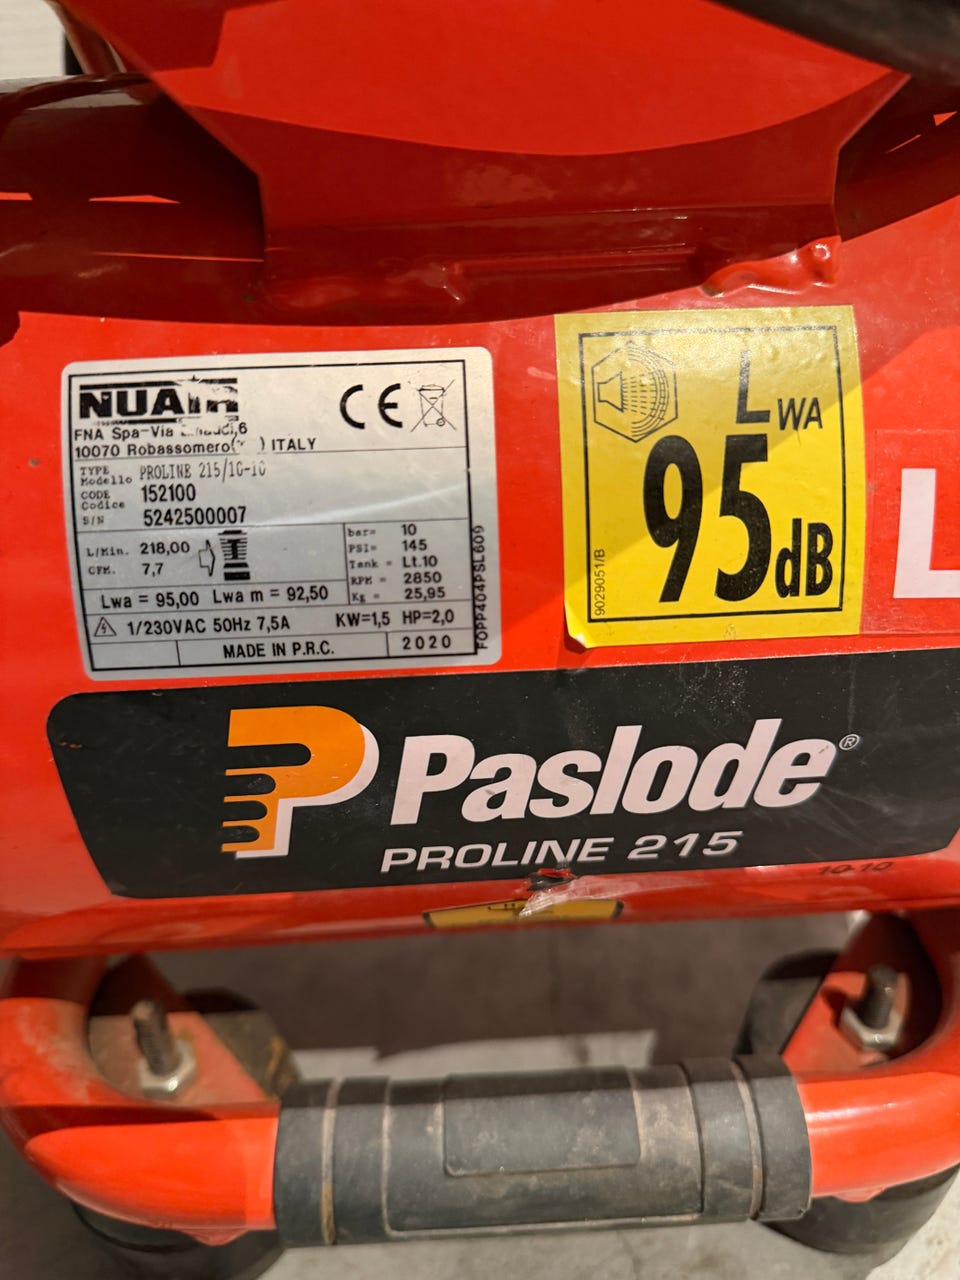 NUAIR
FNA Spa-Via
10070 Robassomero( ) ITALY
TYPE
Modello PROLINE 215/10-10
CODE
Codice 152100
S/N 5242500007
L/Min. 218,00
CFM. 7,7
bar= 10
PSI= 145
Tank = Lt.10
RPM = 2850
Kg = 25,95
Lwa = 95,00 Lwa m = 92,50
1/230VAC 50Hz 7,5A KW=1,5 HP=2,0
MADE IN P.R.C. 2020
FOPP404PSL609
CE
LWA
95dB
9029051/B
L
Paslode®
PROLINE 215
10-10